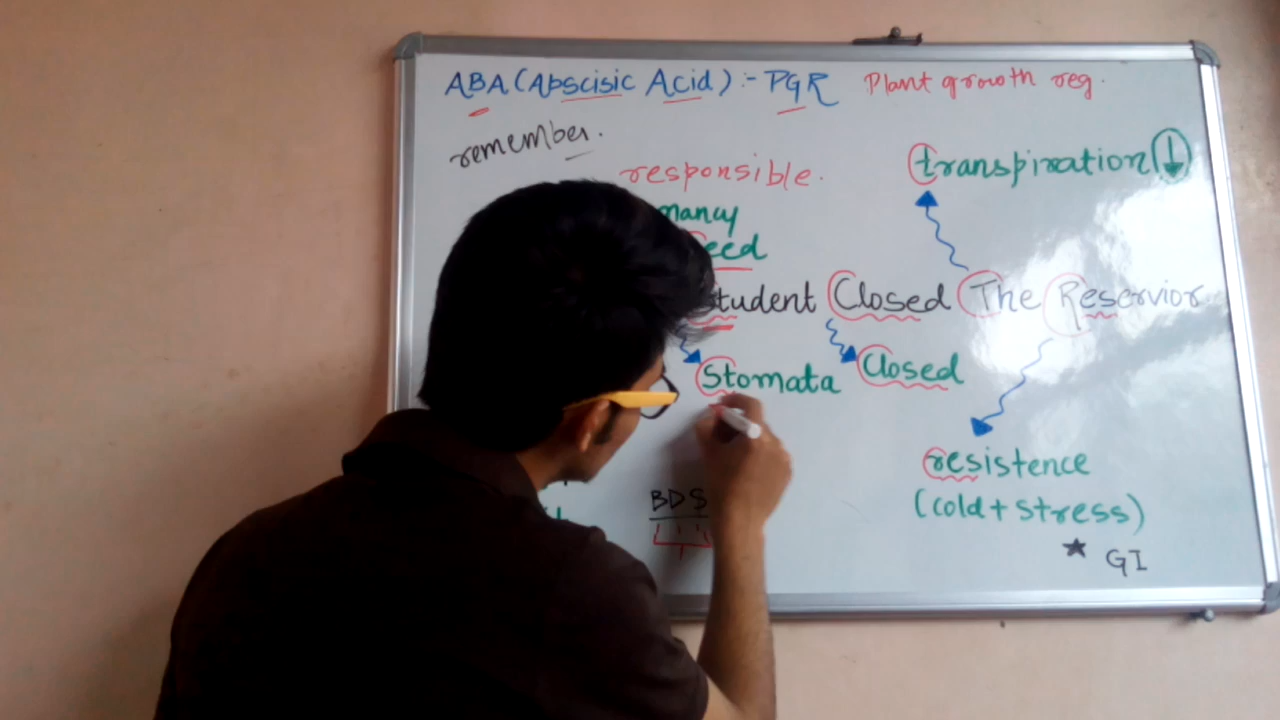 ABA (Abscisic Acid) :- PGR Plant growth reg.
remember.
responsible.
transpiration ↓
mancy
eed
student Closed The Reservior
Stomata
Closed
resistence
(cold + stress)
BDS
★ GI